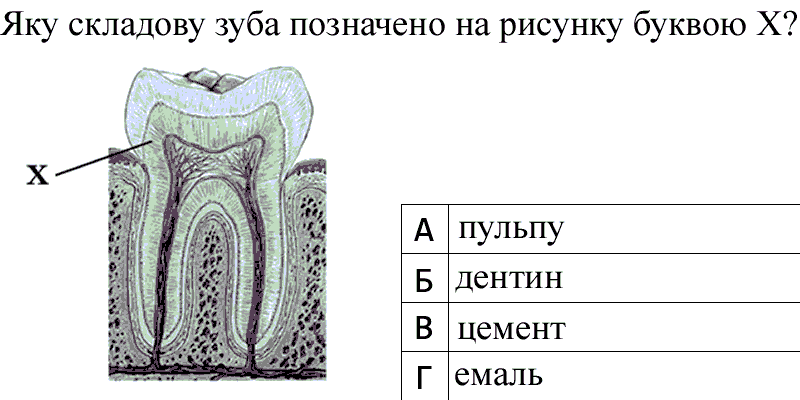 Яку складову зуба позначено на рисунку буквою Х?
Х
А пульпу
Б дентин
В цемент
Г емаль